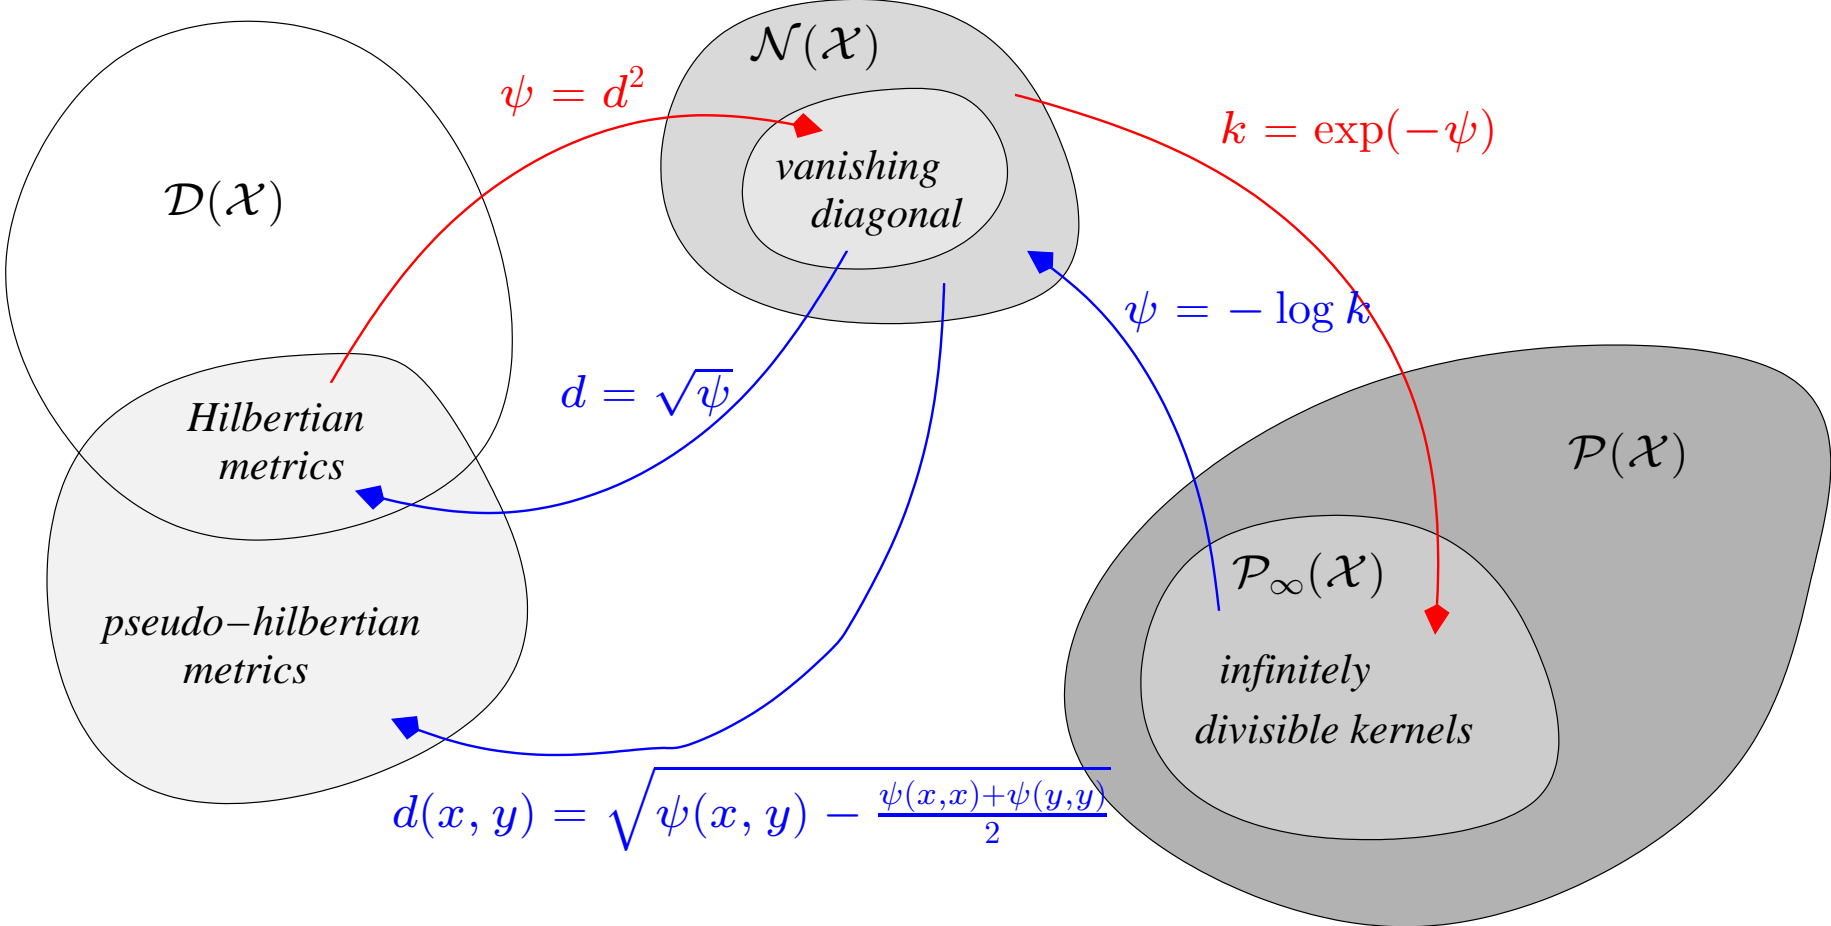 𝒩(𝒳)
ψ = d²
k = exp(−ψ)
vanishing
diagonal
𝒟(𝒳)
ψ = − log k
d = √ψ
Hilbertian
metrics
𝒫(𝒳)
𝒫∞(𝒳)
pseudo−hilbertian
metrics
infinitely
divisible kernels
d(x, y) = √(ψ(x, y) − (ψ(x,x)+ψ(y,y))/2)